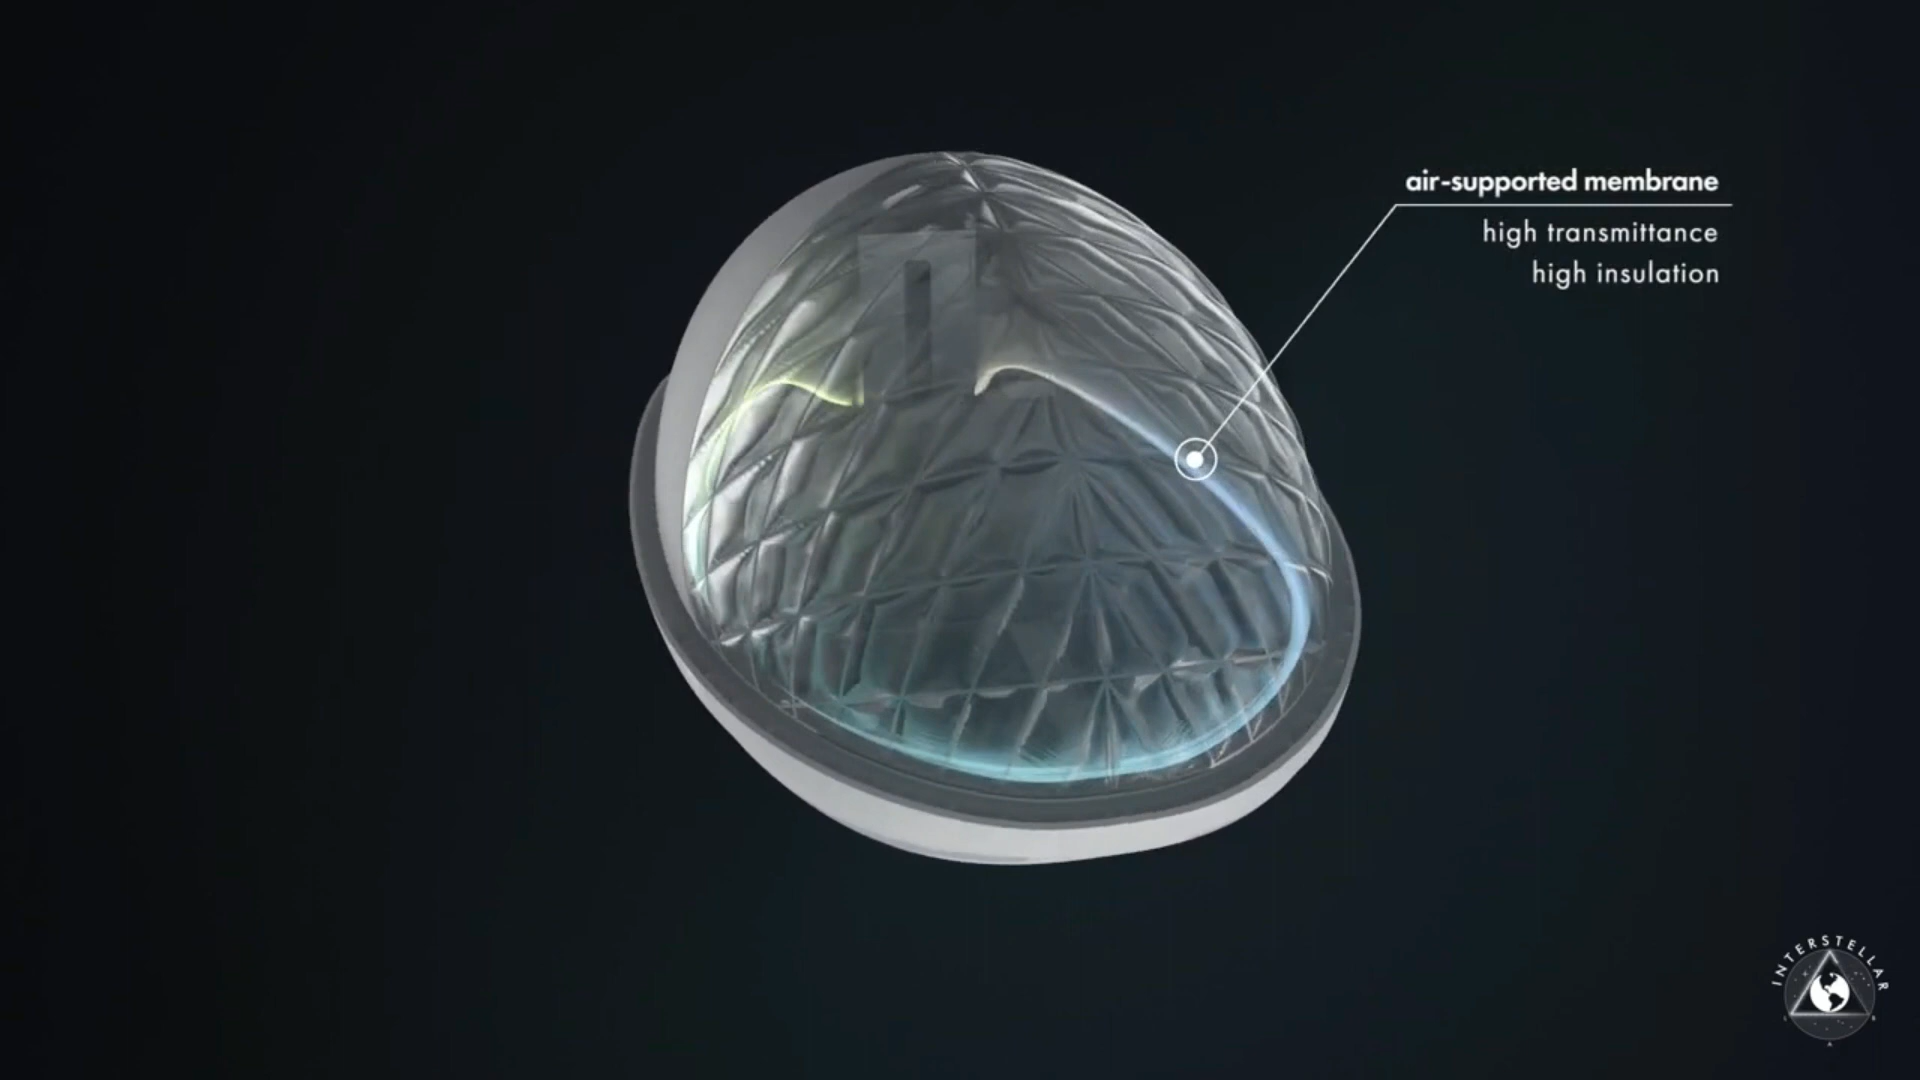 air-supported membrane
high transmittance
high insulation
INTERSTELLAR